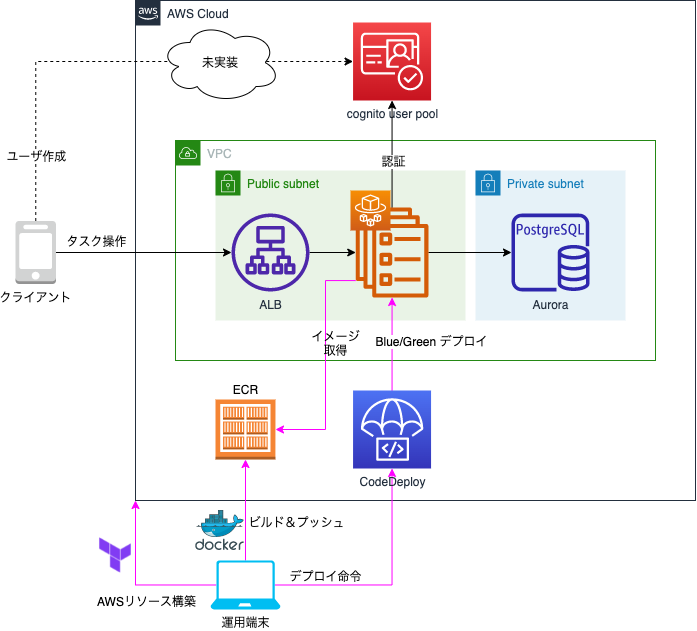 aws
AWS Cloud
未実装
cognito user pool
ユーザ作成
VPC
認証
Public subnet
Private subnet
タスク操作
PostgreSQL
クライアント
ALB
Aurora
イメージ
取得
Blue/Green デプロイ
ECR
</>
CodeDeploy
docker
ビルド＆プッシュ
デプロイ命令
AWSリソース構築
運用端末